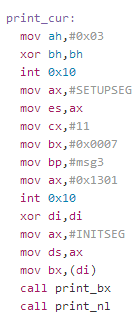 print_cur:
mov ah,#0x03
xor bh,bh
int 0x10
mov ax,#SETUPSEG
mov es,ax
mov cx,#11
mov bx,#0x0007
mov bp,#msg3
mov ax,#0x1301
int 0x10
xor di,di
mov ax,#INITSEG
mov ds,ax
mov bx,(di)
call print_bx
call print_nl